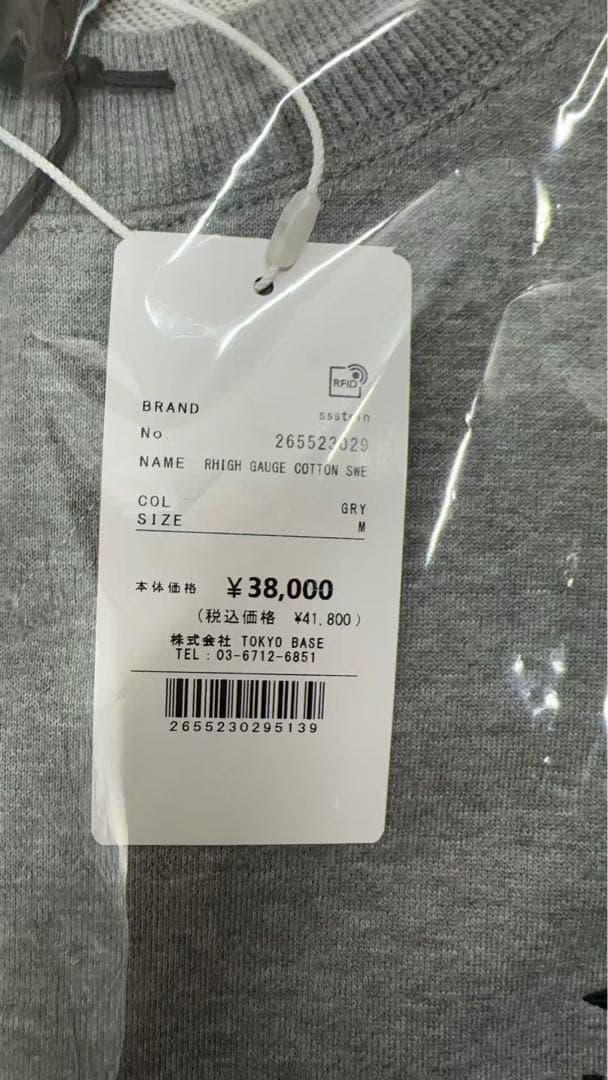 RFID
BRAND ssstein
No. 265523029
NAME RHIGH GAUGE COTTON SWE
COL GRY
SIZE M
本体価格 ¥38,000
(税込価格 ¥41,800)
株式会社 TOKYO BASE
TEL:03-6712-6851
2655230295139